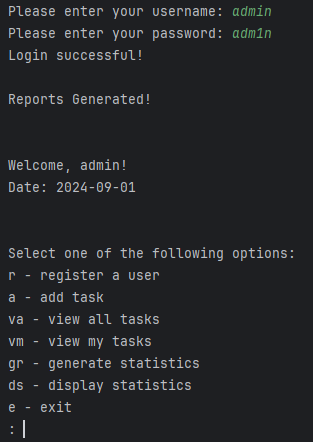 Please enter your username: admin
Please enter your password: adm1n
Login successful!
Reports Generated!
Welcome, admin!
Date: 2024-09-01
Select one of the following options:
r - register a user
a - add task
va - view all tasks
vm - view my tasks
gr - generate statistics
ds - display statistics
e - exit
: